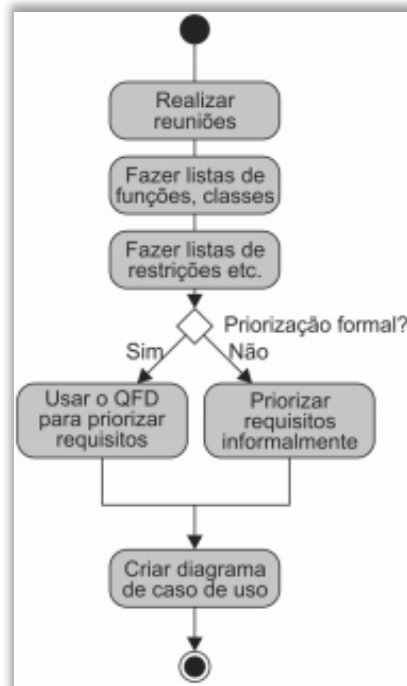 Realizar
reuniões
Fazer listas de
funções, classes
Fazer listas de
restrições etc.
Priorização formal?
Sim
Não
Usar o QFD
para priorizar
requisitos
Priorizar
requisitos
informalmente
Criar diagrama
de caso de uso